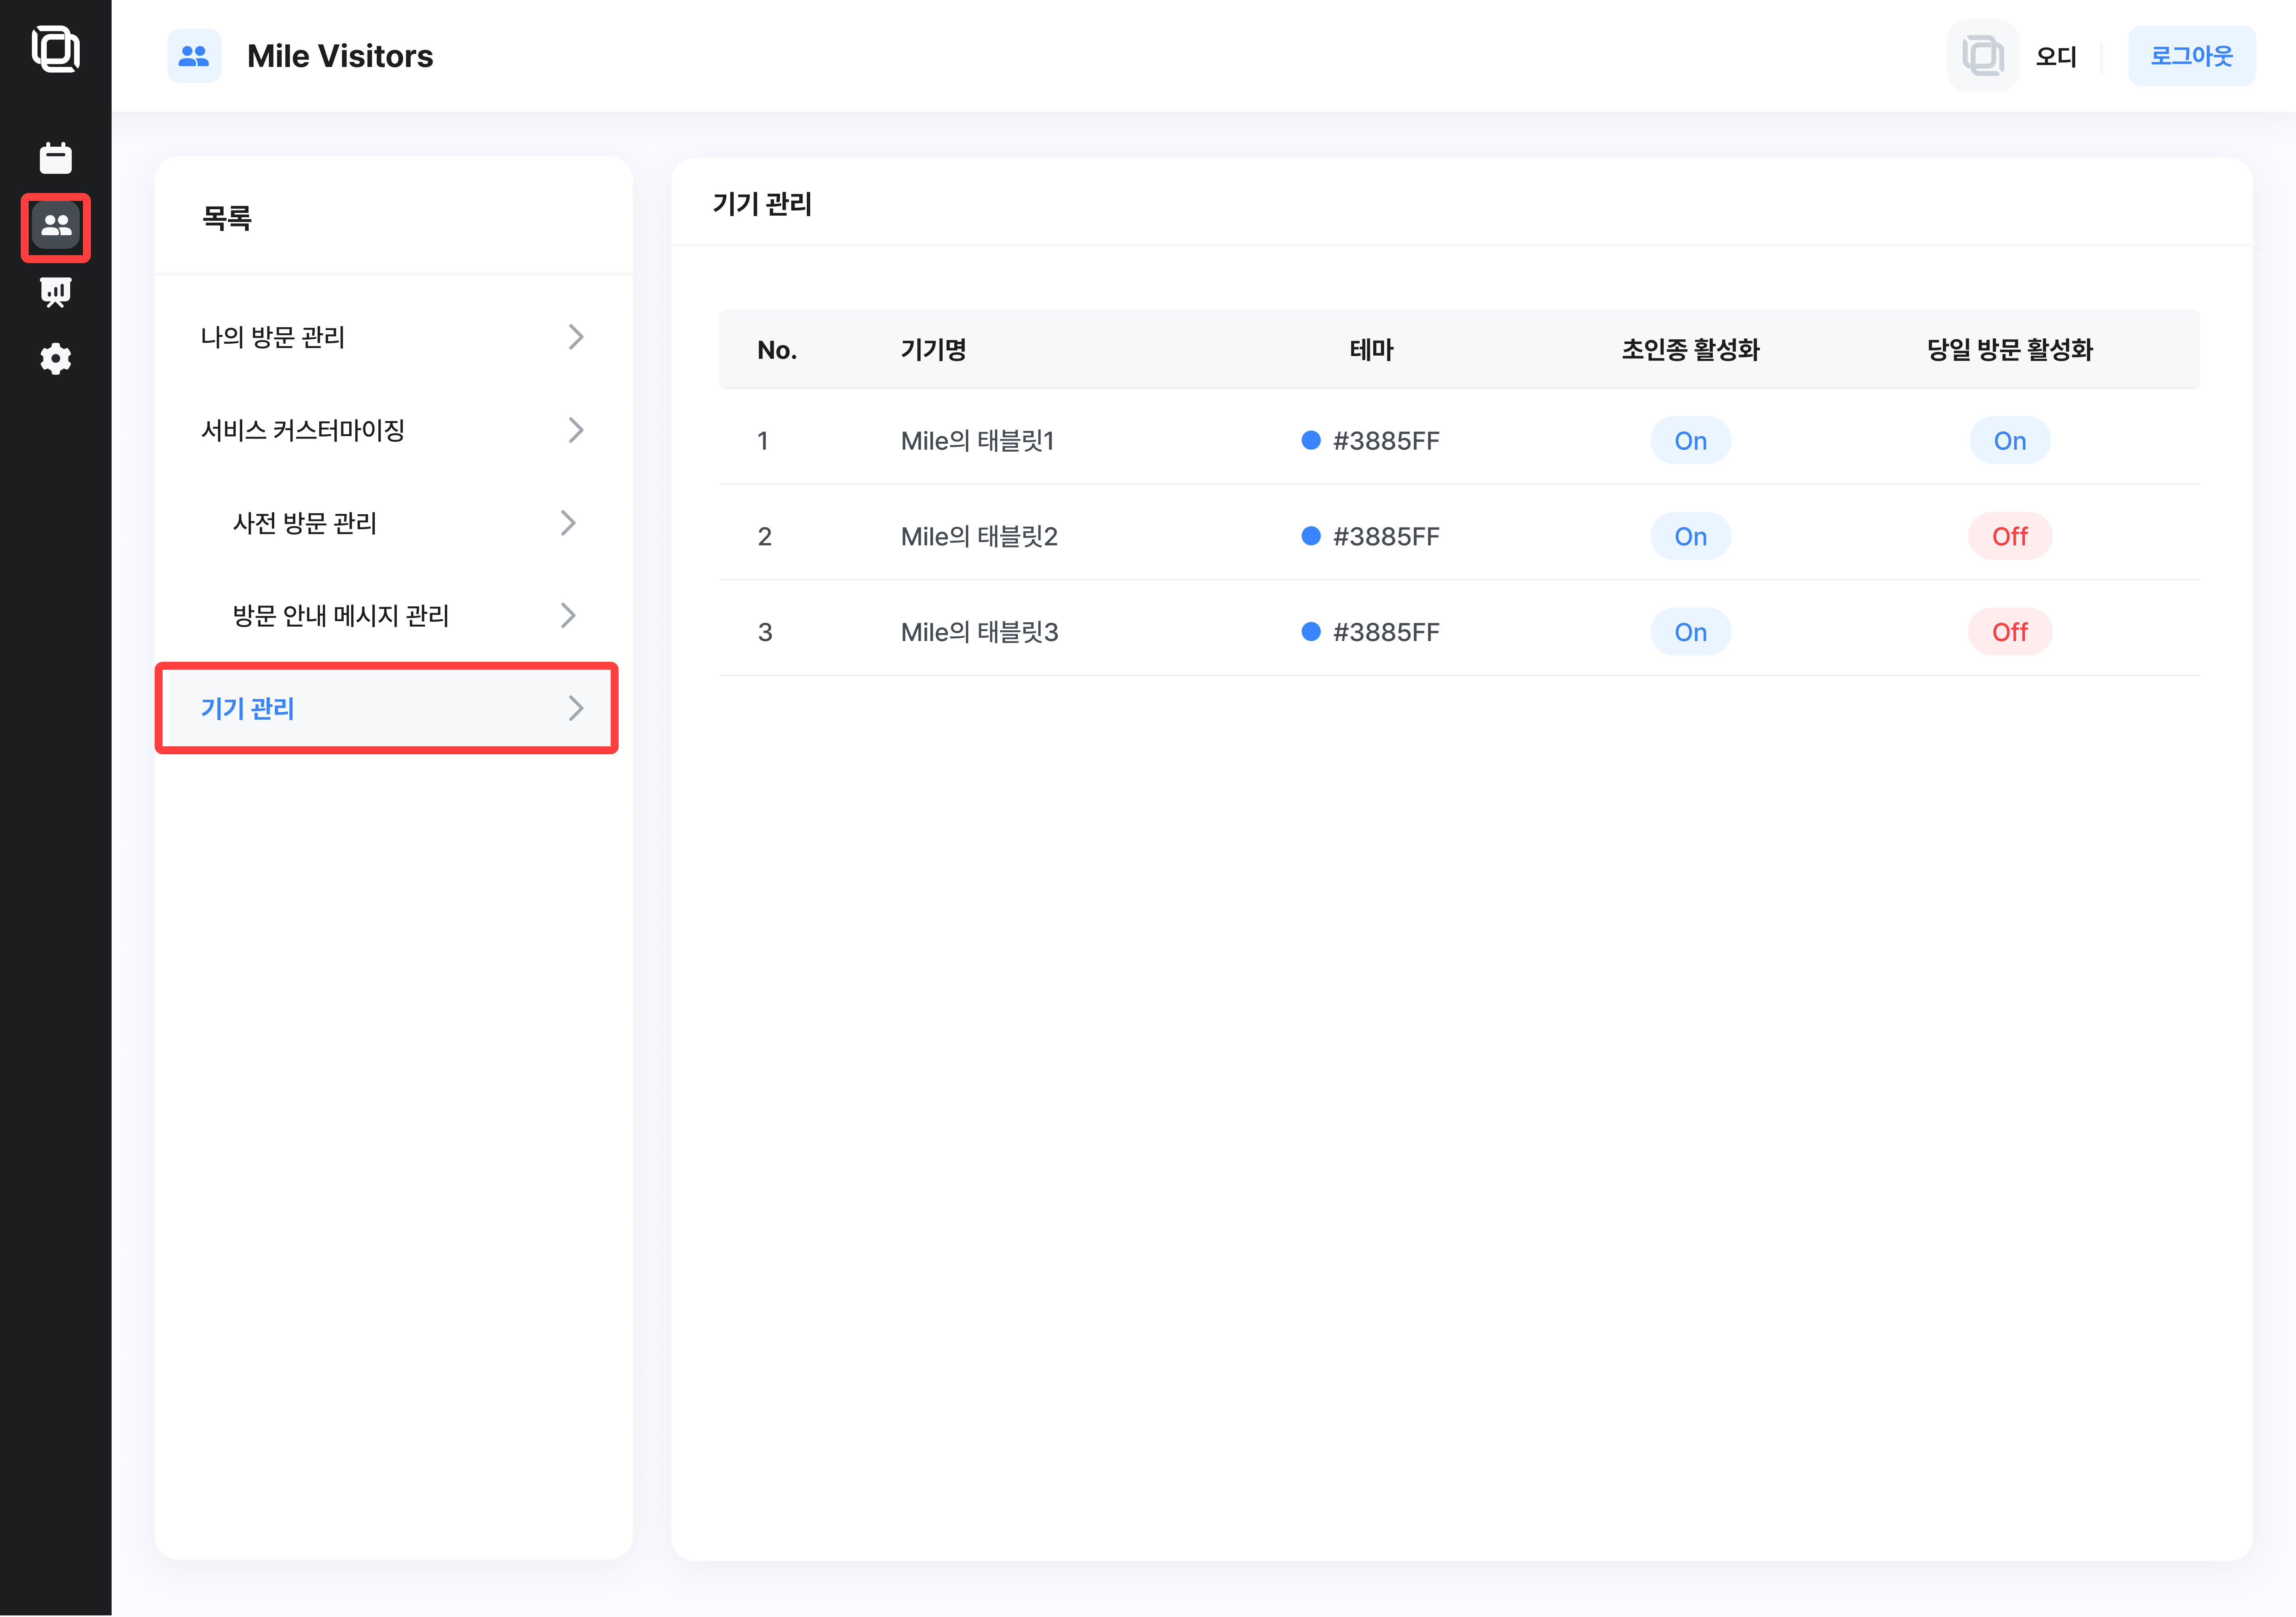 Mile Visitors
오디
로그아웃
목록
나의 방문 관리
서비스 커스터마이징
사전 방문 관리
방문 안내 메시지 관리
기기 관리
기기 관리
No. 기기명 테마 초인종 활성화 당일 방문 활성화
1 Mile의 태블릿1 #3885FF On On
2 Mile의 태블릿2 #3885FF On Off
3 Mile의 태블릿3 #3885FF On Off